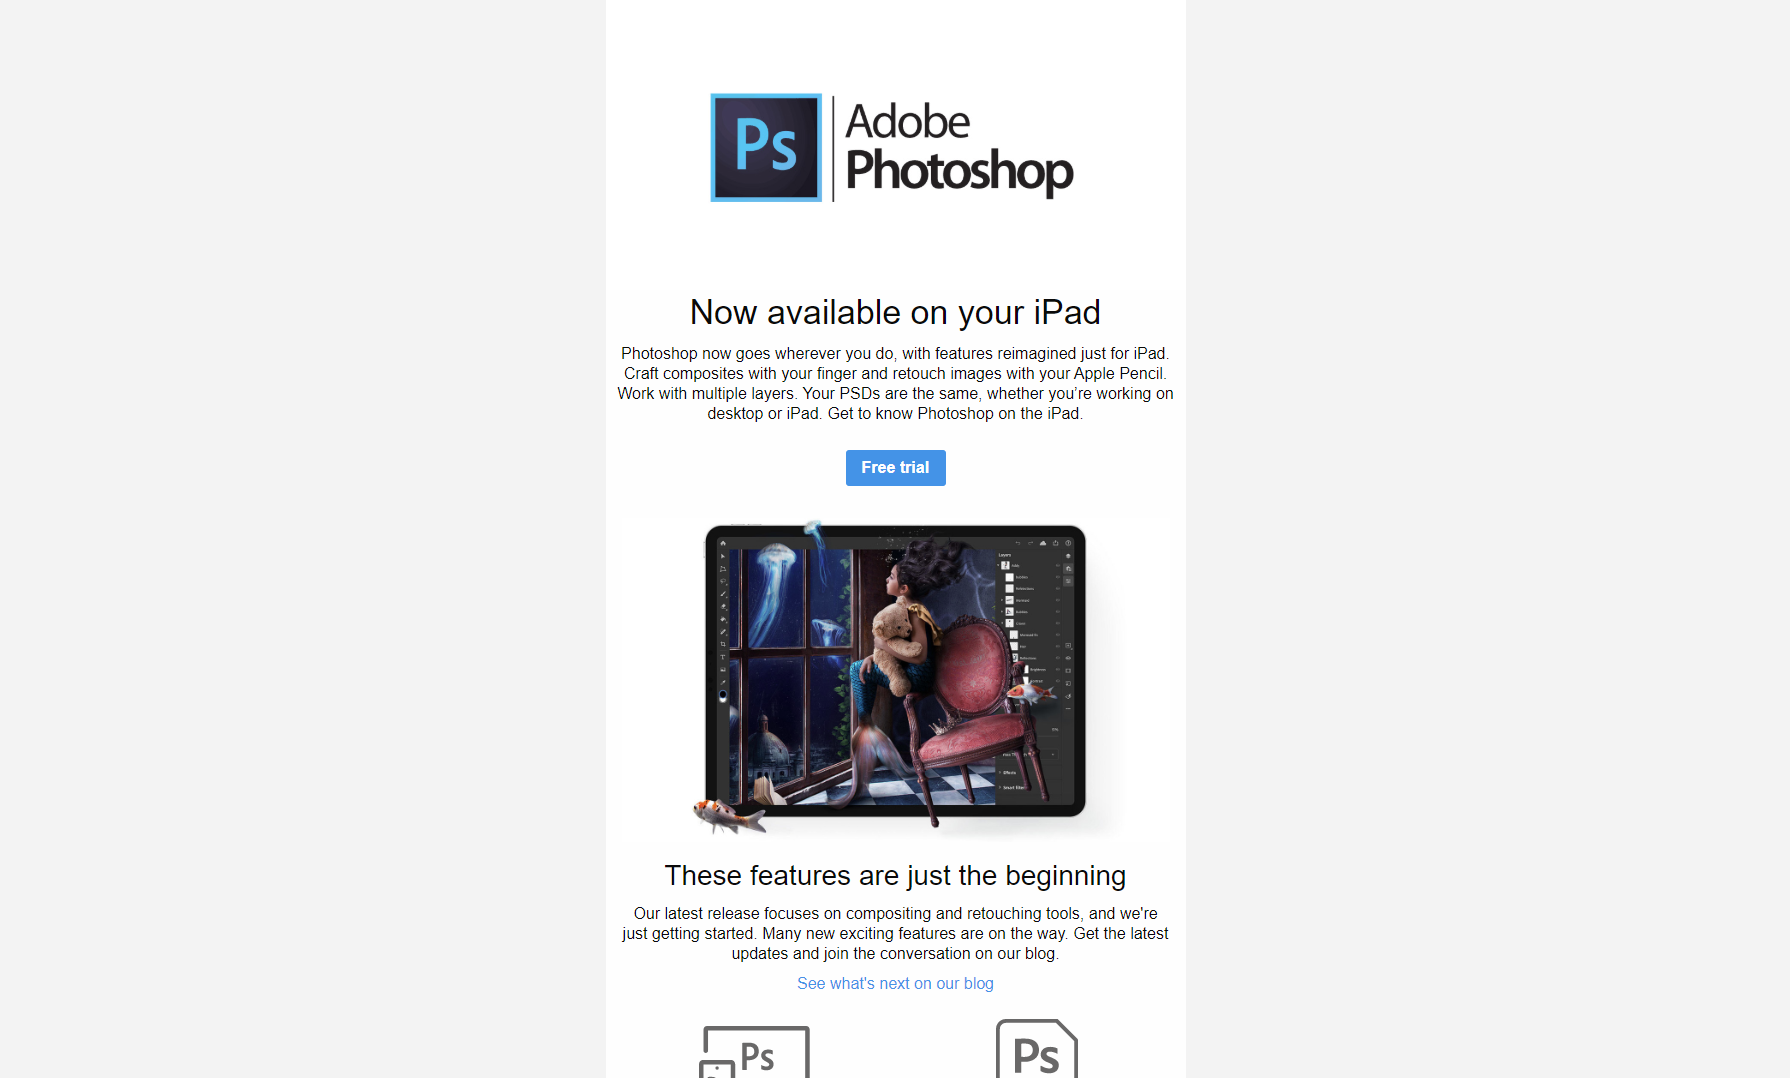 Ps
Adobe
Photoshop
Now available on your iPad
Photoshop now goes wherever you do, with features reimagined just for iPad.
Craft composites with your finger and retouch images with your Apple Pencil.
Work with multiple layers. Your PSDs are the same, whether you’re working on
desktop or iPad. Get to know Photoshop on the iPad.
Free trial
Layers
Effects
These features are just the beginning
Our latest release focuses on compositing and retouching tools, and we're
just getting started. Many new exciting features are on the way. Get the latest
updates and join the conversation on our blog.
See what's next on our blog
Ps
Ps